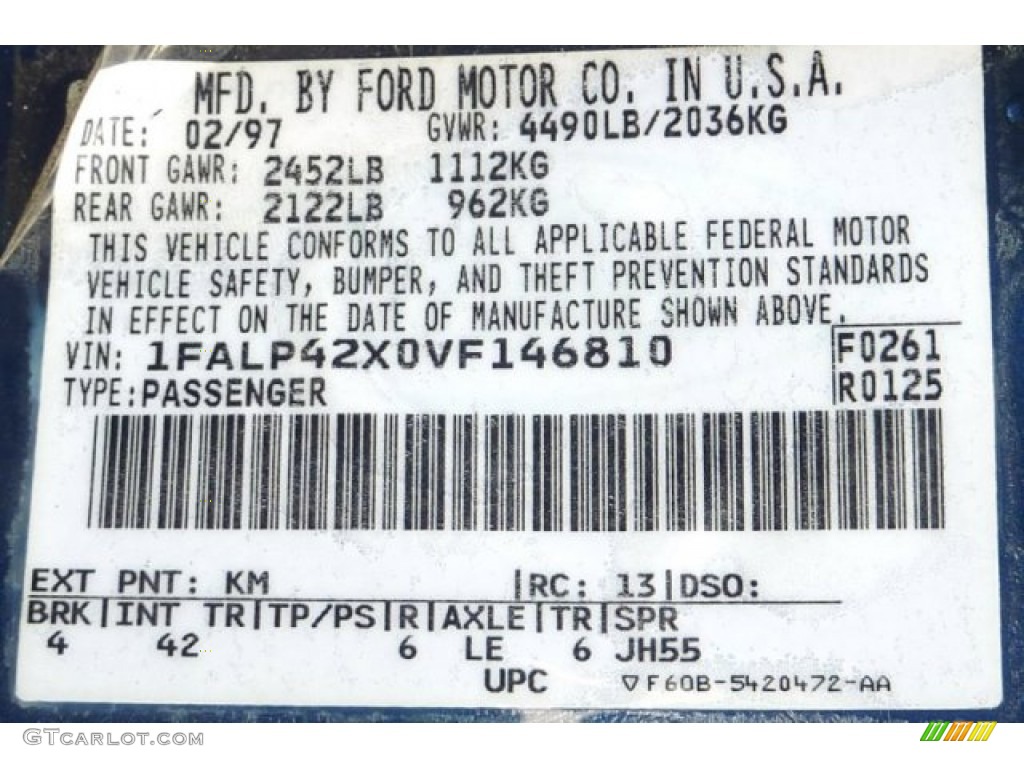 MFD. BY FORD MOTOR CO. IN U.S.A.
DATE: 02/97 GVWR: 4490LB/2036KG
FRONT GAWR: 2452LB 1112KG
REAR GAWR: 2122LB 962KG
THIS VEHICLE CONFORMS TO ALL APPLICABLE FEDERAL MOTOR
VEHICLE SAFETY, BUMPER, AND THEFT PREVENTION STANDARDS
IN EFFECT ON THE DATE OF MANUFACTURE SHOWN ABOVE.
VIN: 1FALP42X0VF146810 F0261
TYPE: PASSENGER R0125
EXT PNT: KM |RC: 13|DSO:
BRK|INT TR|TP/PS|R|AXLE|TR|SPR
4 42 6 LE 6 JH55
UPC ▽F60B-5420472-AA
GTcarlot.com